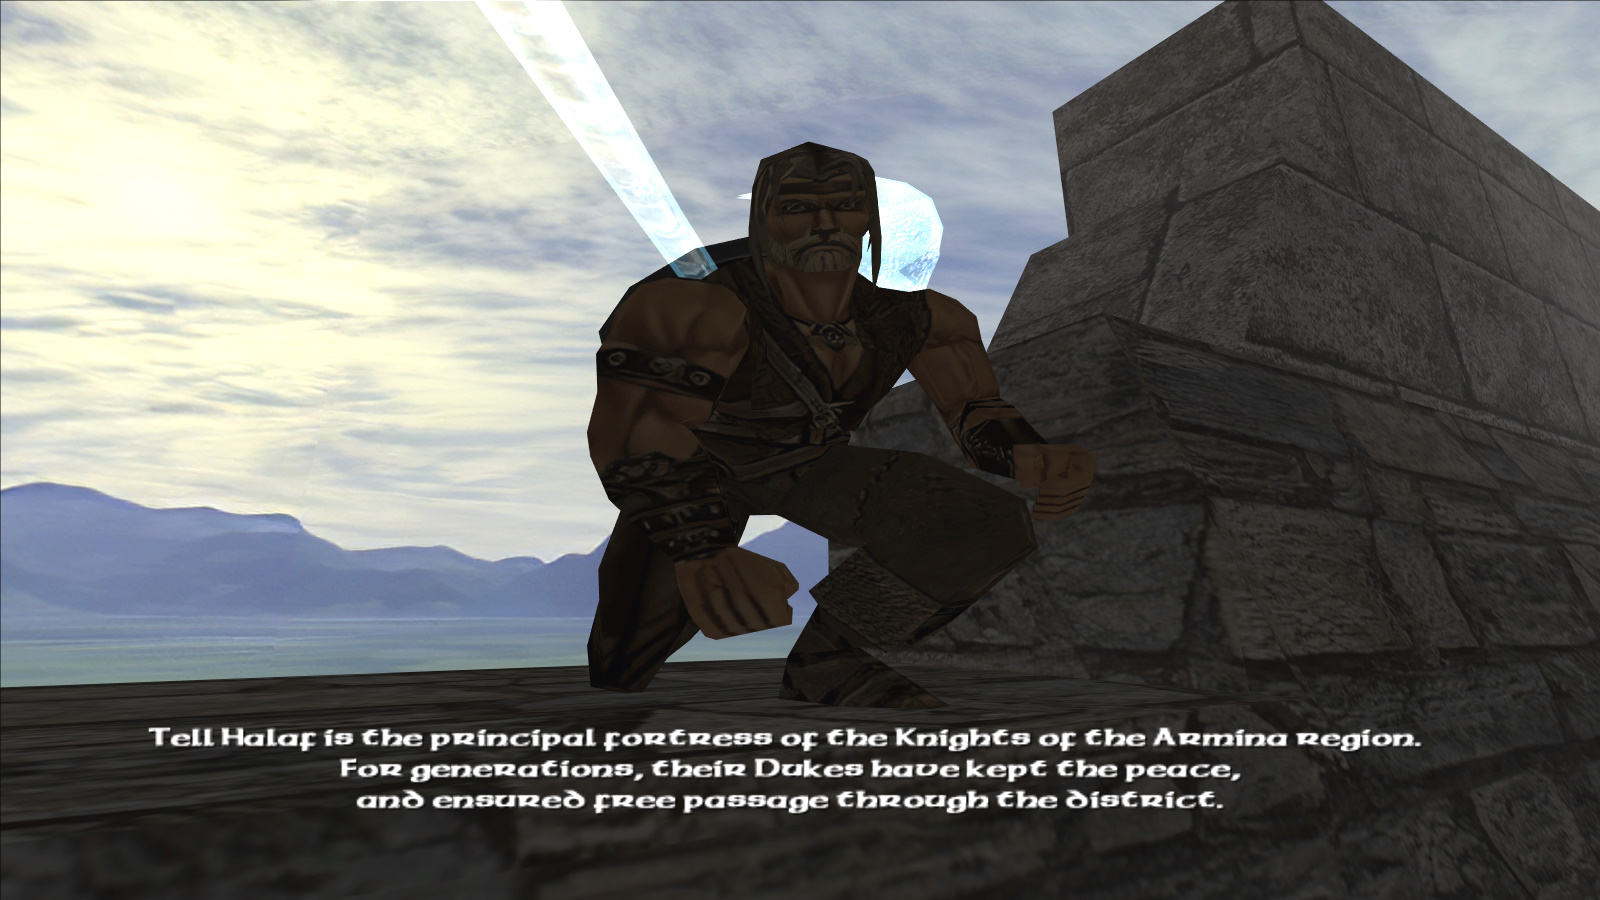 Tell Halaf is the principal fortress of the Knights of the Armina region.
For generations, their Dukes have kept the peace,
and ensured free passage through the district.